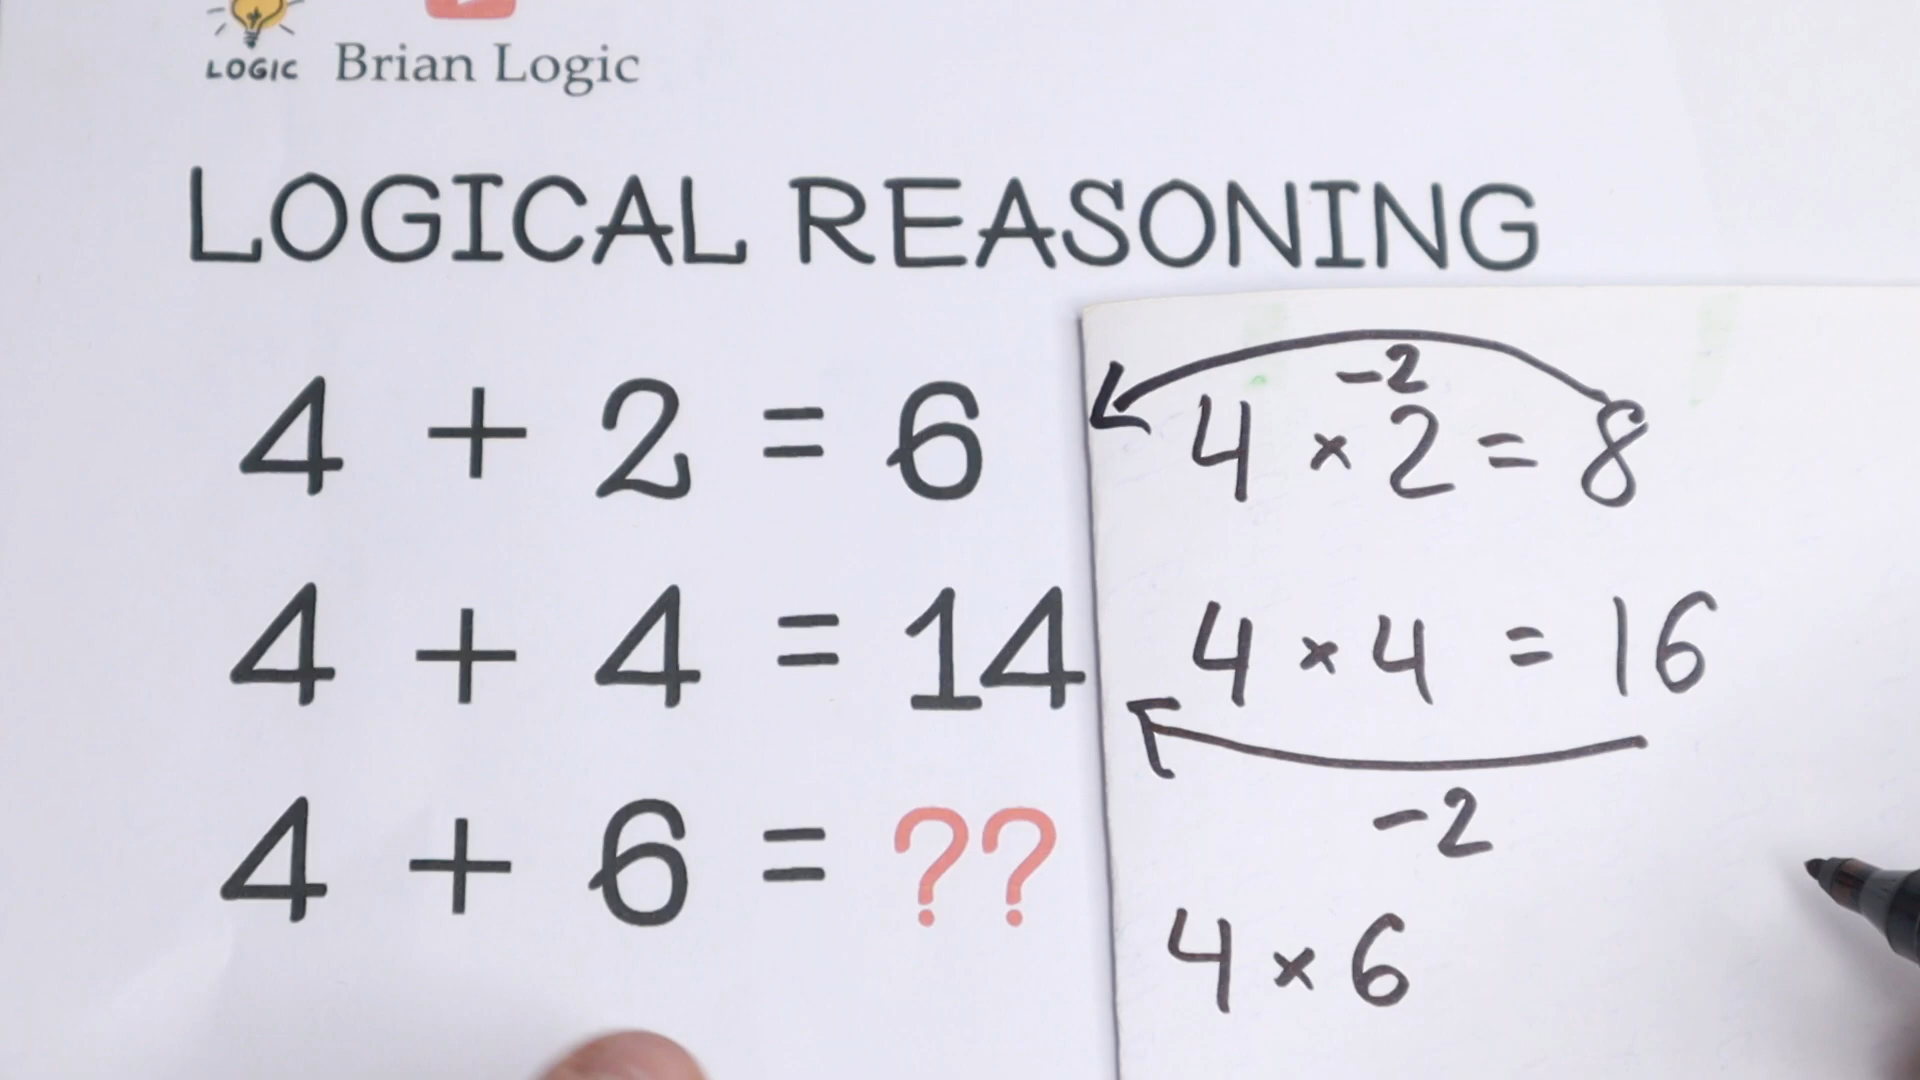 LOGIC Brian Logic
LOGICAL REASONING
4 + 2 = 6
4 + 4 = 14
4 + 6 = ??
-2
4 × 2 = 8
4 × 4 = 16
-2
4 × 6